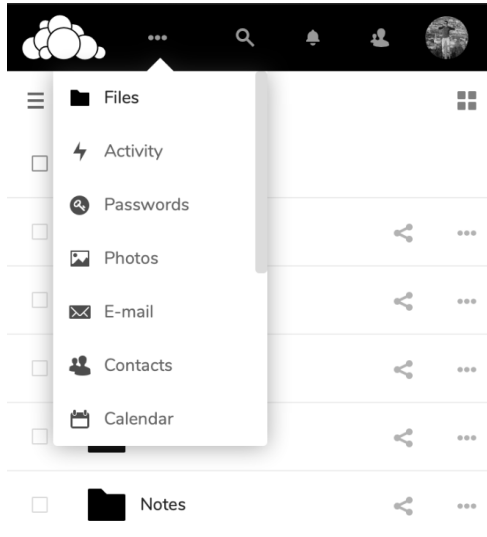 Files
Activity
Passwords
Photos
E-mail
Contacts
Calendar
Notes